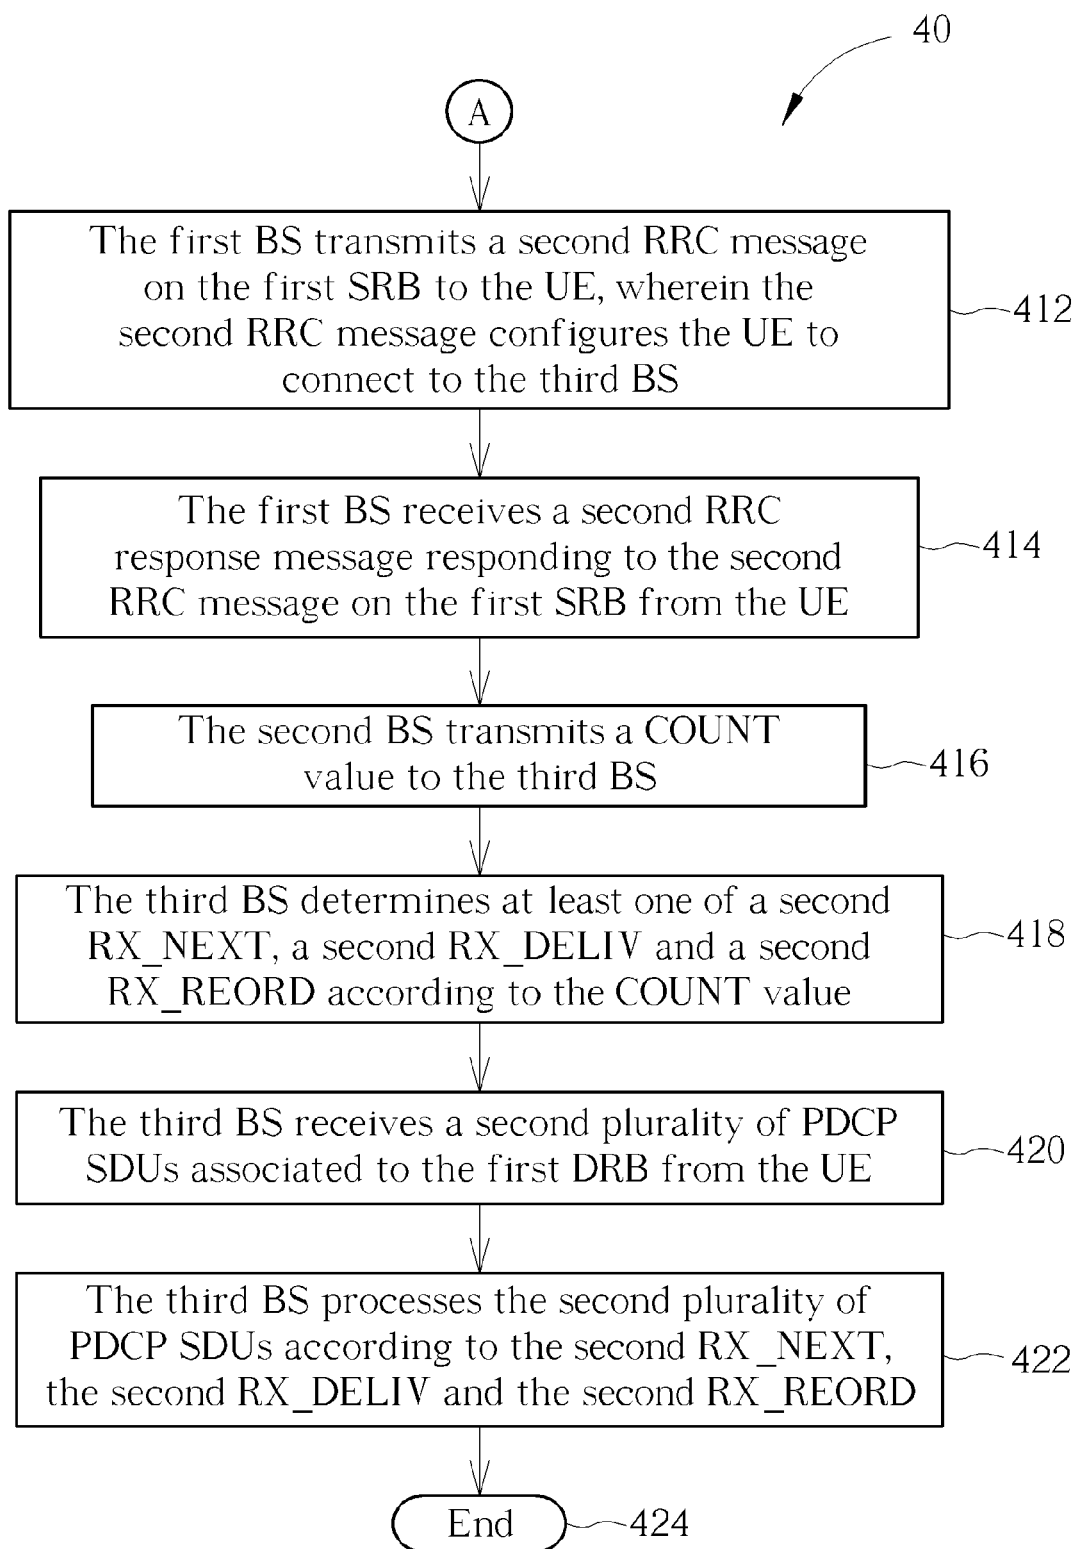 40
A
The first BS transmits a second RRC message
on the first SRB to the UE, wherein the
second RRC message configures the UE to
connect to the third BS
412
The first BS receives a second RRC
response message responding to the second
RRC message on the first SRB from the UE
414
The second BS transmits a COUNT
value to the third BS
416
The third BS determines at least one of a second
RX_NEXT, a second RX_DELIV and a second
RX_REORD according to the COUNT value
418
The third BS receives a second plurality of PDCP
SDUs associated to the first DRB from the UE
420
The third BS processes the second plurality of
PDCP SDUs according to the second RX_NEXT,
the second RX_DELIV and the second RX_REORD
422
End
424